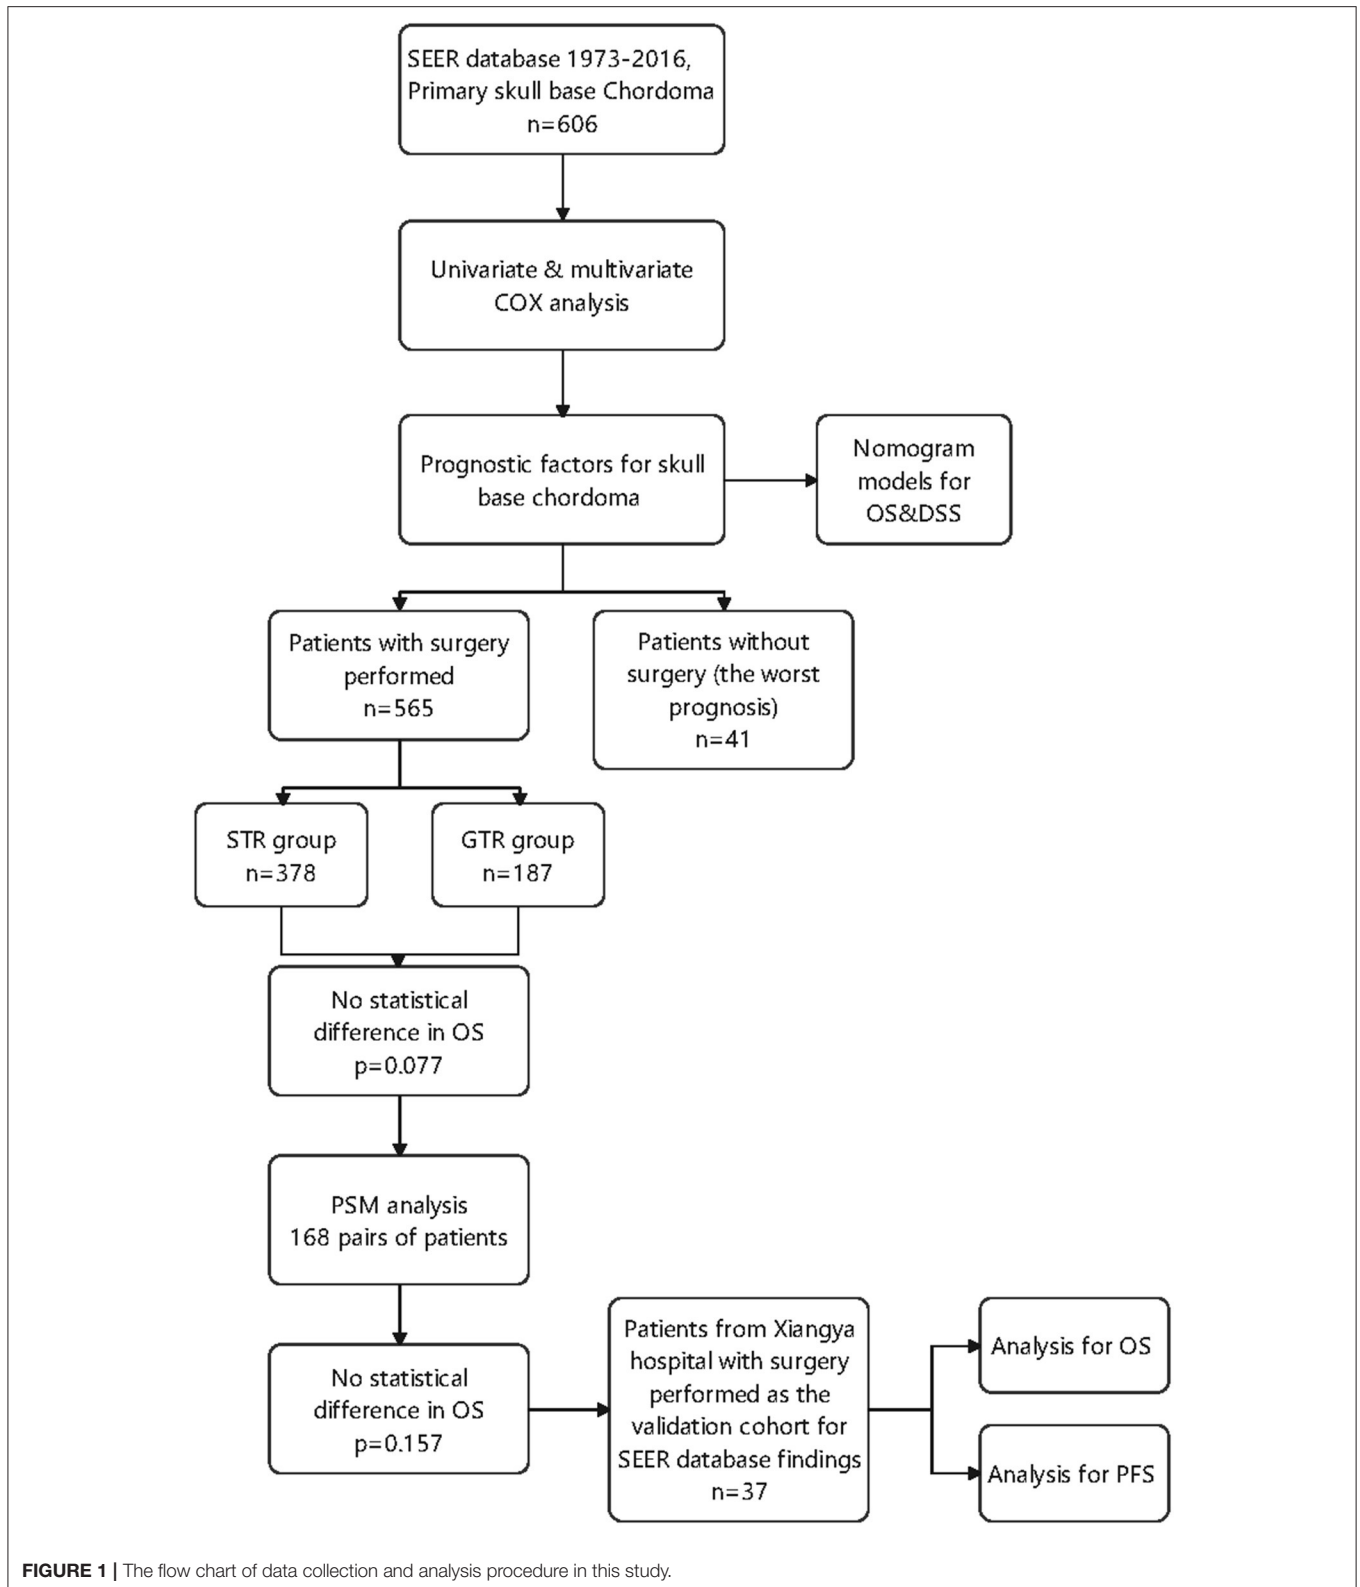 SEER database 1973-2016,
Primary skull base Chordoma
n=606
Univariate & multivariate
COX analysis
Prognostic factors for skull
base chordoma
Nomogram
models for
OS&DSS
Patients with surgery
performed
n=565
Patients without
surgery (the worst
prognosis)
n=41
STR group
n=378
GTR group
n=187
No statistical
difference in OS
p=0.077
PSM analysis
168 pairs of patients
No statistical
difference in OS
p=0.157
Patients from Xiangya
hospital with surgery
performed as the
validation cohort for
SEER database findings
n=37
Analysis for OS
Analysis for PFS
FIGURE 1 | The flow chart of data collection and analysis procedure in this study.